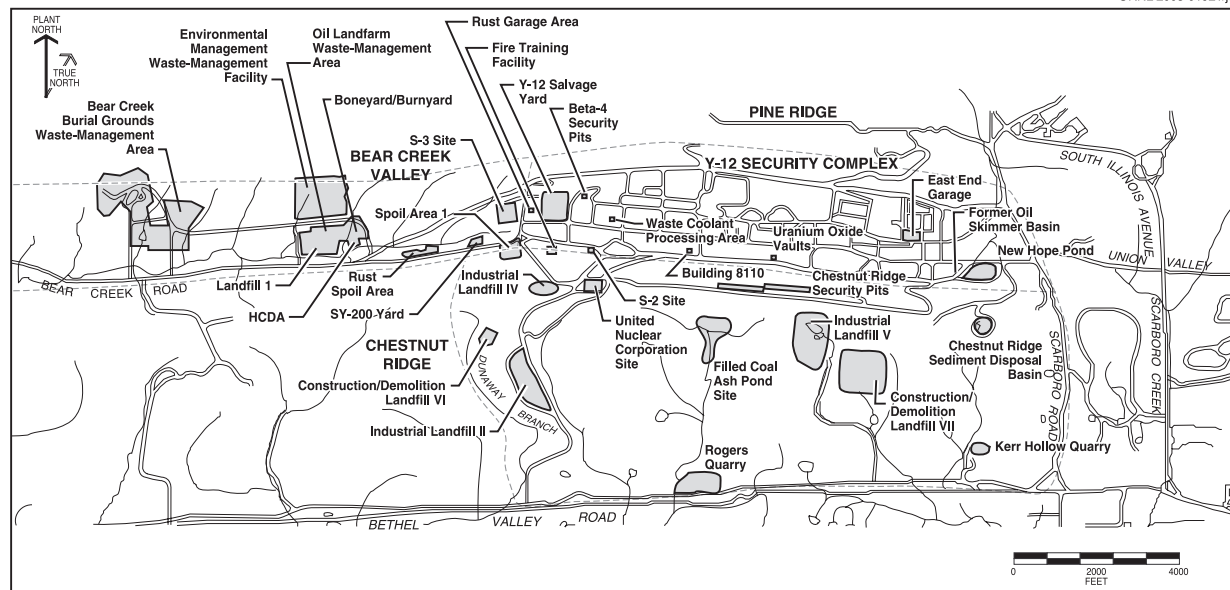 PLANT
NORTH
TRUE
NORTH
Environmental
Management
Waste-Management
Facility
Oil Landfarm
Waste-Management
Area
Rust Garage Area
Fire Training
Facility
Y-12 Salvage
Yard
Beta-4
Security
Pits
Bear Creek
Burial Grounds
Waste-Management
Area
Boneyard/Burnyard
S-3 Site
BEAR CREEK
VALLEY
PINE RIDGE
Y-12 SECURITY COMPLEX
SOUTH ILLINOIS AVENUE
East End
Garage
Spoil Area 1
Waste Coolant
Processing Area
Uranium Oxide
Vaults
Former Oil
Skimmer Basin
New Hope Pond
UNION VALLEY
BEAR CREEK ROAD
Landfill 1
HCDA
Rust
Spoil Area
SY-200 Yard
Industrial
Landfill IV
Building 8110
Chestnut Ridge
Security Pits
S-2 Site
United
Nuclear
Corporation
Site
CHESTNUT
RIDGE
Construction/Demolition
Landfill VI
DUNAWAY
BRANCH
Industrial Landfill II
Filled Coal
Ash Pond
Site
Industrial
Landfill V
Construction/
Demolition
Landfill VII
Chestnut Ridge
Sediment Disposal
Basin
SCARBORO ROAD
SCARBORO CREEK
Rogers
Quarry
Kerr Hollow Quarry
BETHEL VALLEY ROAD
0 2000 4000
FEET